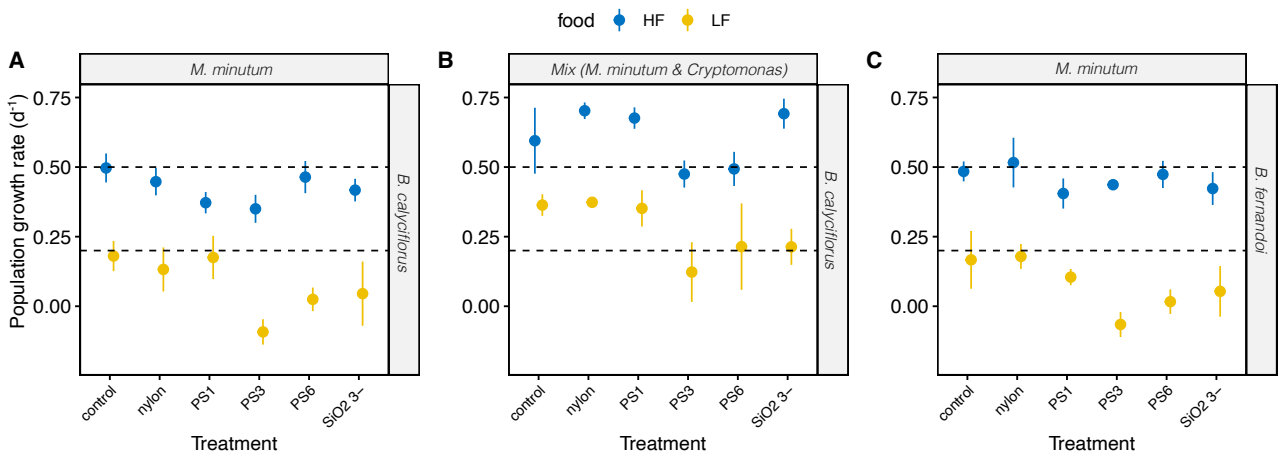 food HF LF
A
M. minutum
Population growth rate (d⁻¹)
0.75
0.50
0.25
0.00
B. calyciflorus
control nylon PS1 PS3 PS6 SiO2 3−
Treatment
B
Mix (M. minutum & Cryptomonas)
0.75
0.50
0.25
0.00
B. calyciflorus
control nylon PS1 PS3 PS6 SiO2 3−
Treatment
C
M. minutum
0.75
0.50
0.25
0.00
B. fernandoi
control nylon PS1 PS3 PS6 SiO2 3−
Treatment